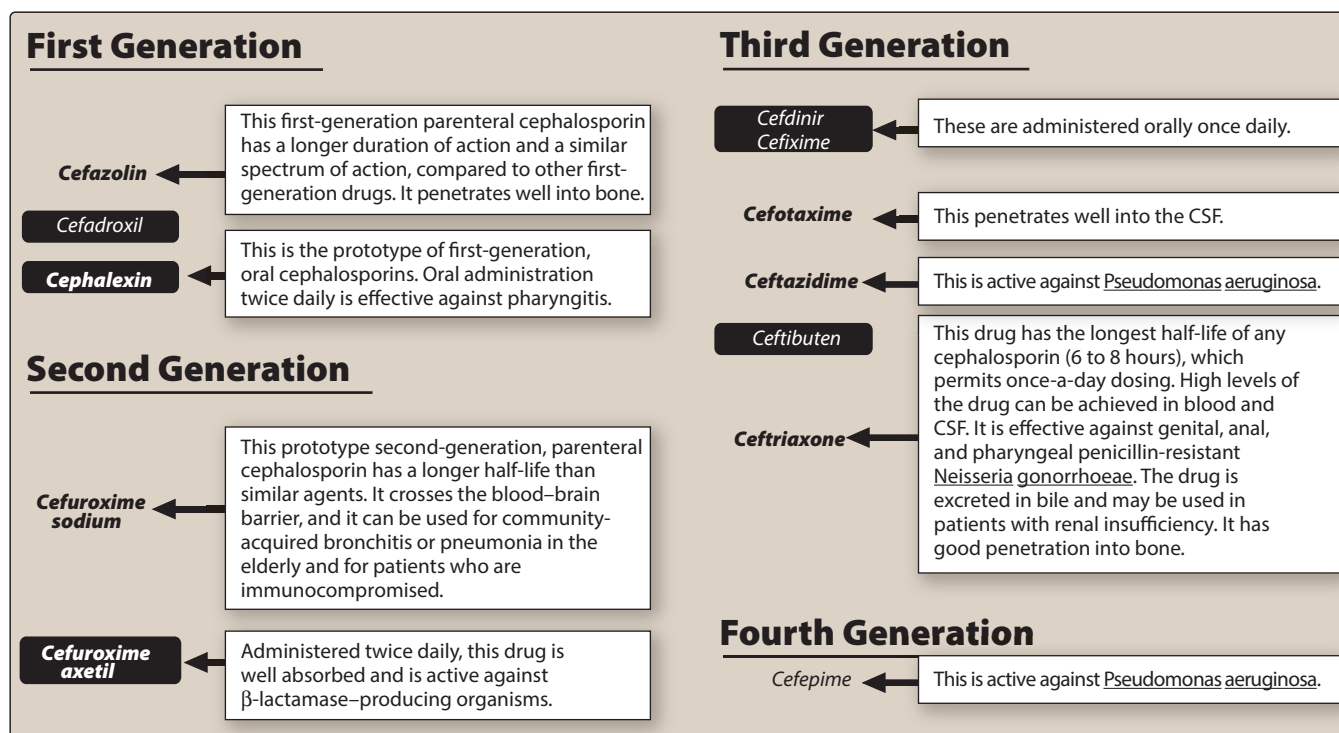 First Generation
Cefazolin
This first-generation parenteral cephalosporin
has a longer duration of action and a similar
spectrum of action, compared to other first-
generation drugs. It penetrates well into bone.
Cefadroxil
Cephalexin
This is the prototype of first-generation,
oral cephalosporins. Oral administration
twice daily is effective against pharyngitis.
Second Generation
Cefuroxime
sodium
This prototype second-generation, parenteral
cephalosporin has a longer half-life than
similar agents. It crosses the blood–brain
barrier, and it can be used for community-
acquired bronchitis or pneumonia in the
elderly and for patients who are
immunocompromised.
Cefuroxime
axetil
Administered twice daily, this drug is
well absorbed and is active against
β-lactamase–producing organisms.
Third Generation
Cefdinir
Cefixime
These are administered orally once daily.
Cefotaxime
This penetrates well into the CSF.
Ceftazidime
This is active against Pseudomonas aeruginosa.
Ceftibuten
Ceftriaxone
This drug has the longest half-life of any
cephalosporin (6 to 8 hours), which
permits once-a-day dosing. High levels of
the drug can be achieved in blood and
CSF. It is effective against genital, anal,
and pharyngeal penicillin-resistant
Neisseria gonorrhoeae. The drug is
excreted in bile and may be used in
patients with renal insufficiency. It has
good penetration into bone.
Fourth Generation
Cefepime
This is active against Pseudomonas aeruginosa.